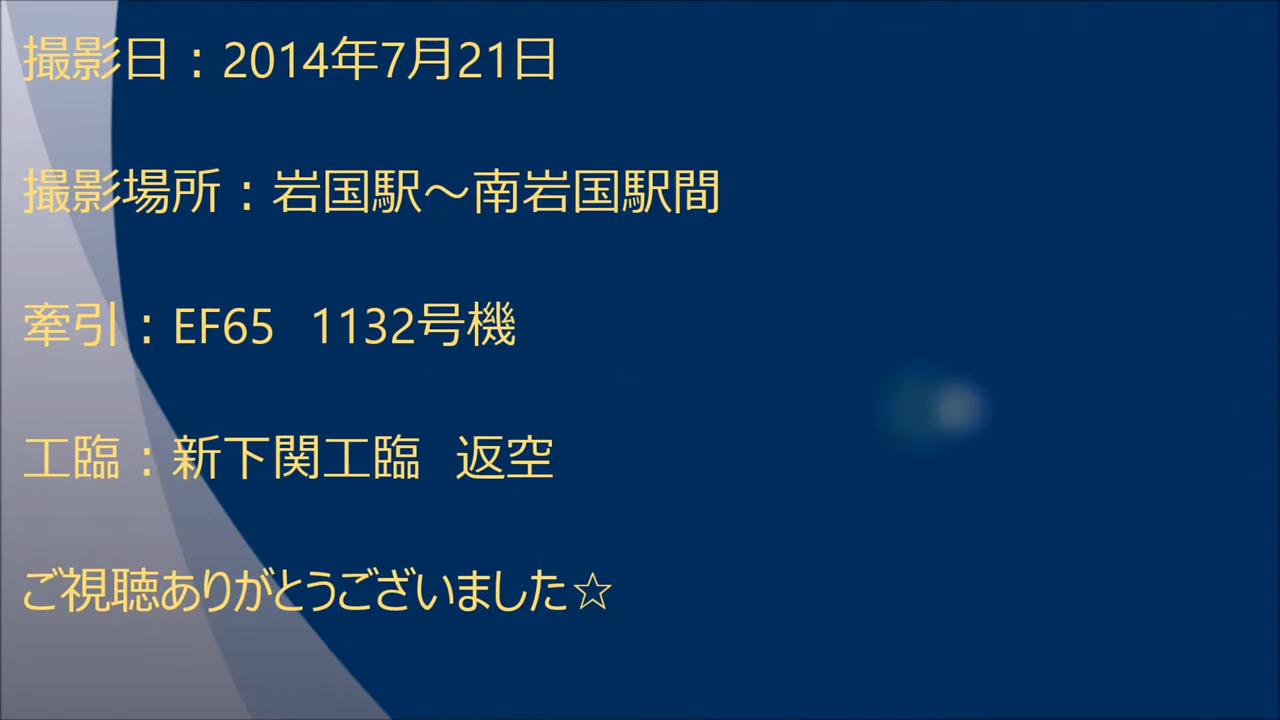 撮影日：2014年7月21日
撮影場所：岩国駅～南岩国駅間
牽引：EF65　1132号機
工臨：新下関工臨　返空
ご視聴ありがとうございました☆